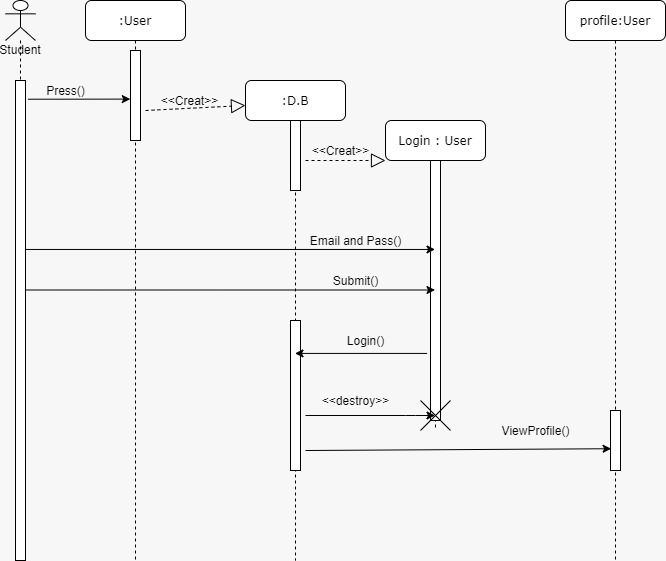 :User
profile:User
Student
Press()
<<Creat>>
:D.B
<<Creat>>
Login : User
Email and Pass()
Submit()
Login()
<<destroy>>
ViewProfile()